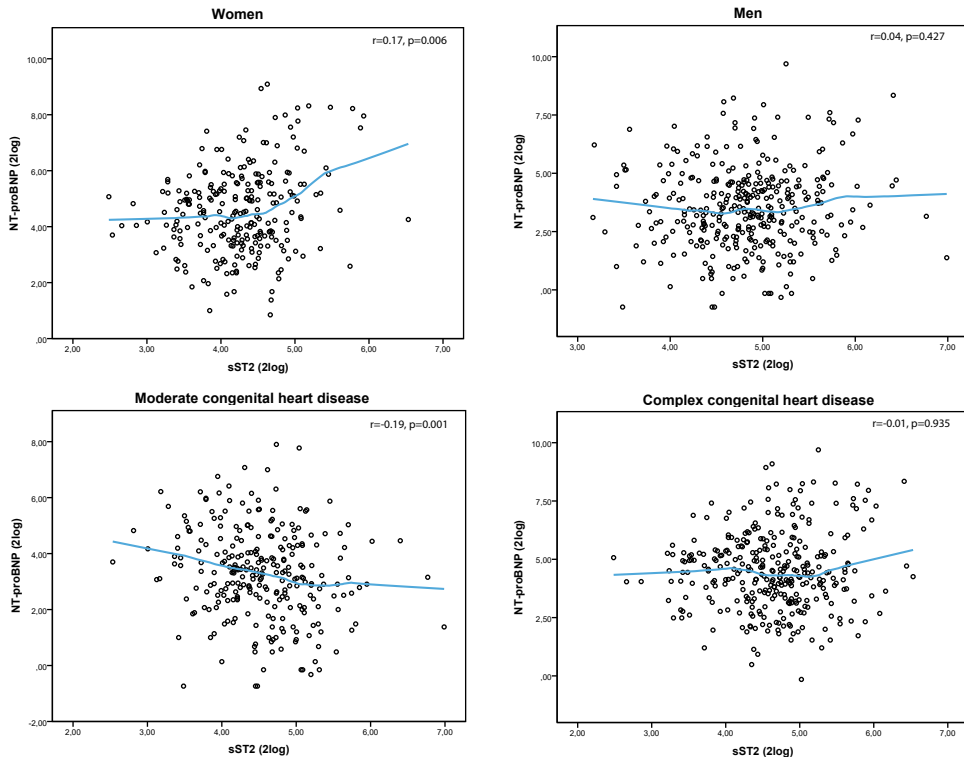 Women
r=0.17, p=0.006
NT-proBNP (2log)
10,00
8,00
6,00
4,00
2,00
,00
2,00 3,00 4,00 5,00 6,00 7,00
sST2 (2log)
Men
r=0.04, p=0.427
NT-proBNP (2log)
10,00
7,50
5,00
2,50
,00
3,00 4,00 5,00 6,00 7,00
sST2 (2log)
Moderate congenital heart disease
r=-0.19, p=0.001
NT-proBNP (2log)
8,00
6,00
4,00
2,00
,00
-2,00
2,00 3,00 4,00 5,00 6,00 7,00
sST2 (2log)
Complex congenital heart disease
r=-0.01, p=0.935
NT-proBNP (2log)
10,00
7,50
5,00
2,50
,00
2,00 3,00 4,00 5,00 6,00 7,00
sST2 (2log)